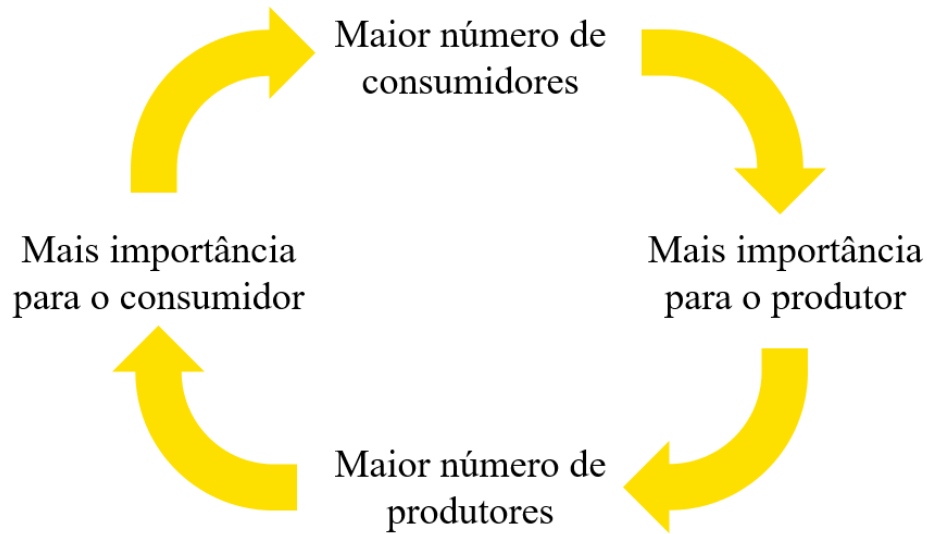 Maior número de
consumidores
Mais importância
para o consumidor
Mais importância
para o produtor
Maior número de
produtores